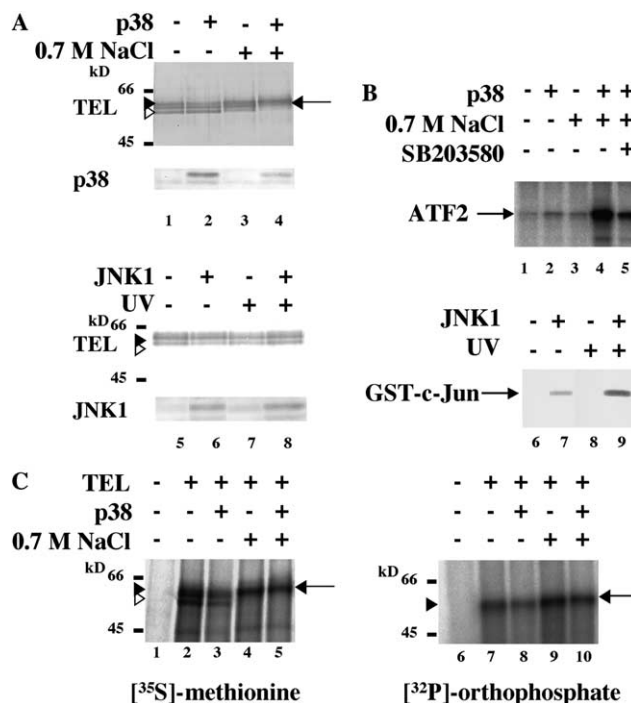 A
p38 - + - +
0.7 M NaCl - - + +
kD
66
TEL
45
p38
1 2 3 4
JNK1 - + - +
UV - - + +
kD 66
TEL
45
JNK1
5 6 7 8
B
p38 - + - + +
0.7 M NaCl - - + + +
SB203580 - - - - +
ATF2
1 2 3 4 5
JNK1 - + - +
UV - - + +
GST-c-Jun
6 7 8 9
C
TEL - + + + +
p38 - - + - +
0.7 M NaCl - - - + +
kD 66
45
1 2 3 4 5
[35S]-methionine
- + + + +
- - + - +
- - - + +
kD 66
45
6 7 8 9 10
[32P]-orthophosphate